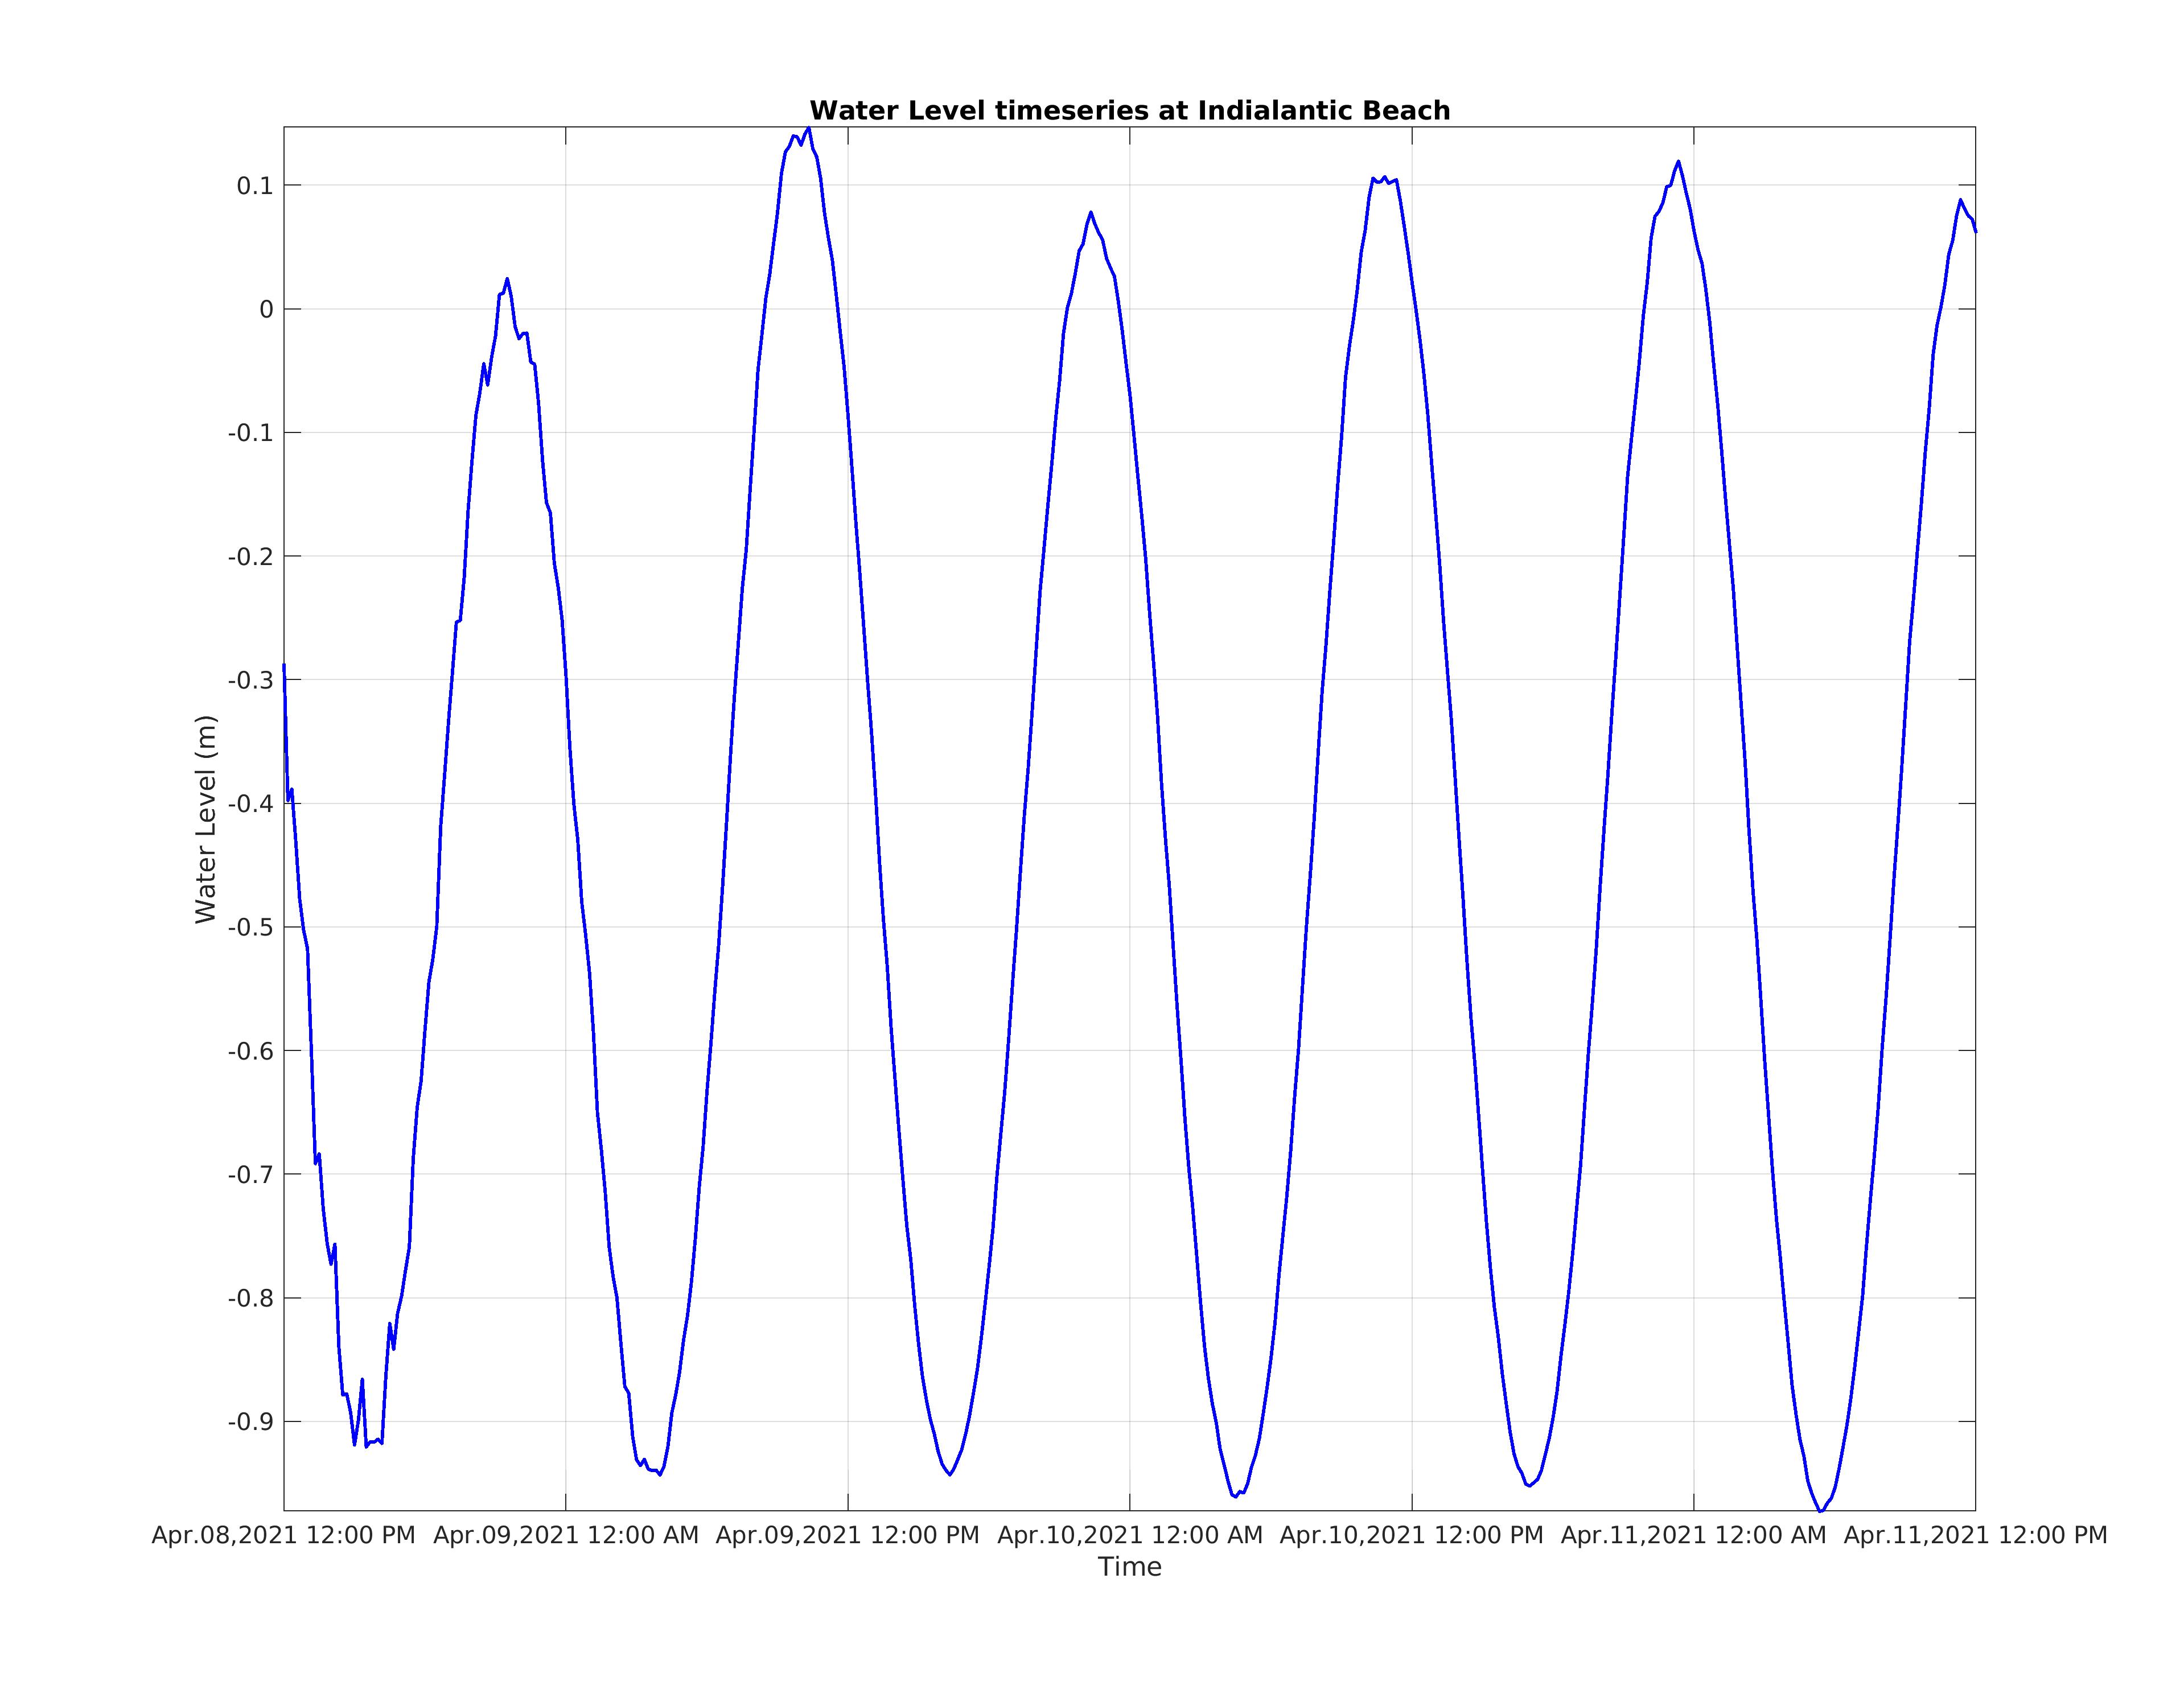 Water Level timeseries at Indialantic Beach
0.1
0
-0.1
-0.2
-0.3
-0.4
-0.5
-0.6
-0.7
-0.8
-0.9
Water Level (m)
Apr.08,2021 12:00 PM
Apr.09,2021 12:00 AM
Apr.09,2021 12:00 PM
Apr.10,2021 12:00 AM
Apr.10,2021 12:00 PM
Apr.11,2021 12:00 AM
Apr.11,2021 12:00 PM
Time